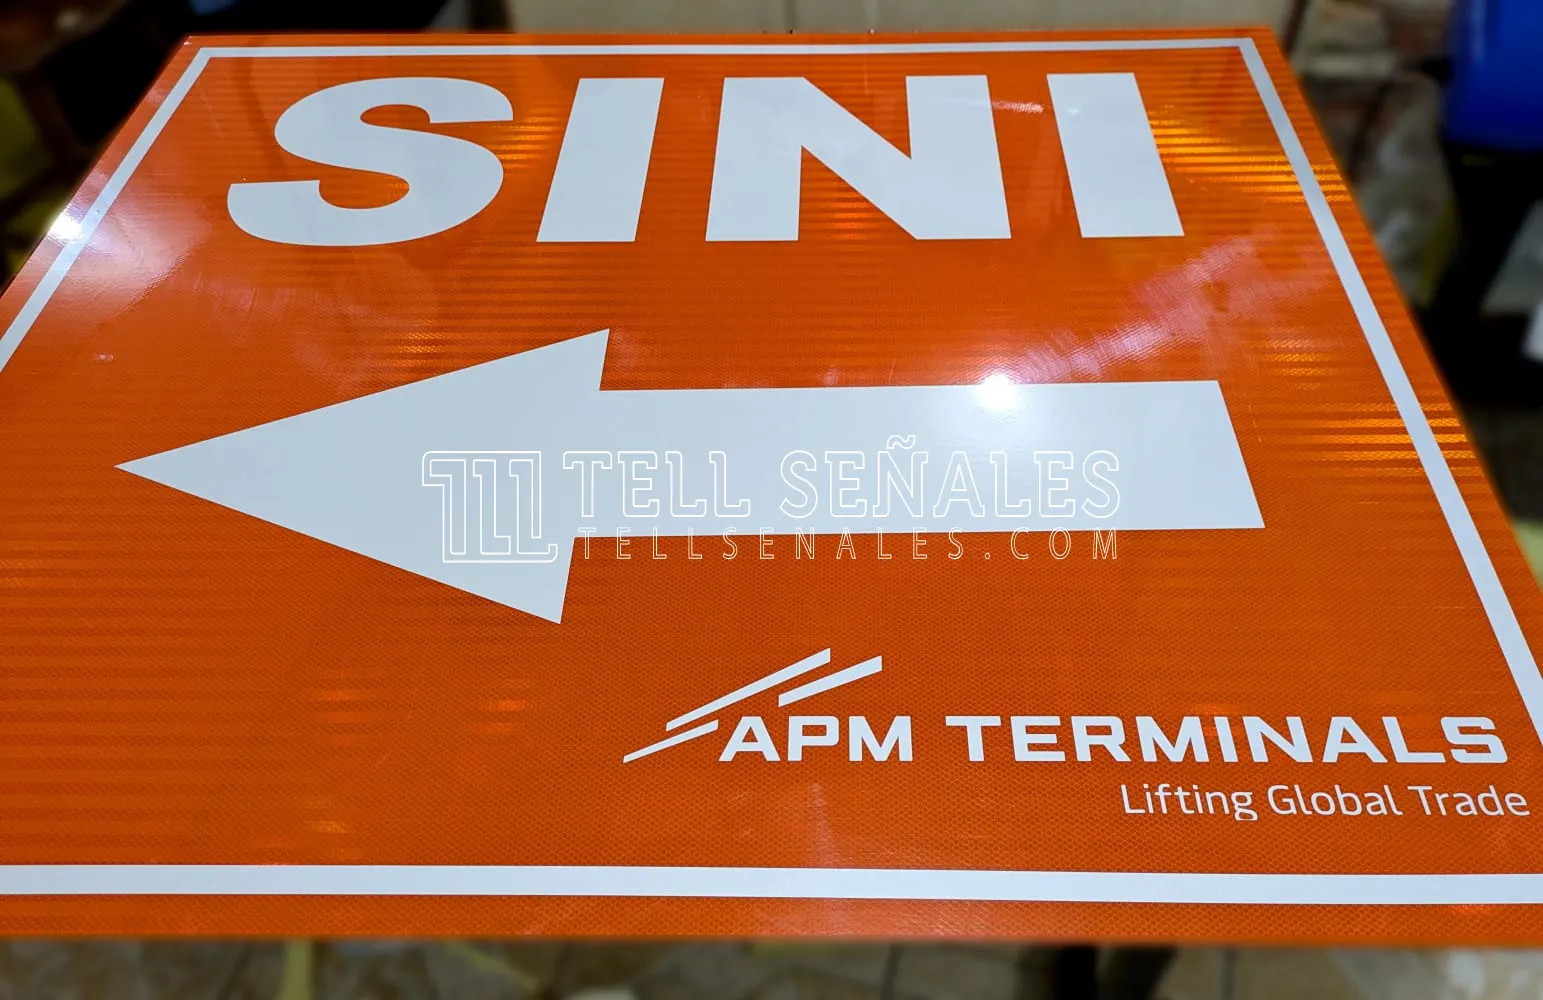 SINI
TELL SEÑALES
TELLSENALES.COM
APM TERMINALS
Lifting Global Trade